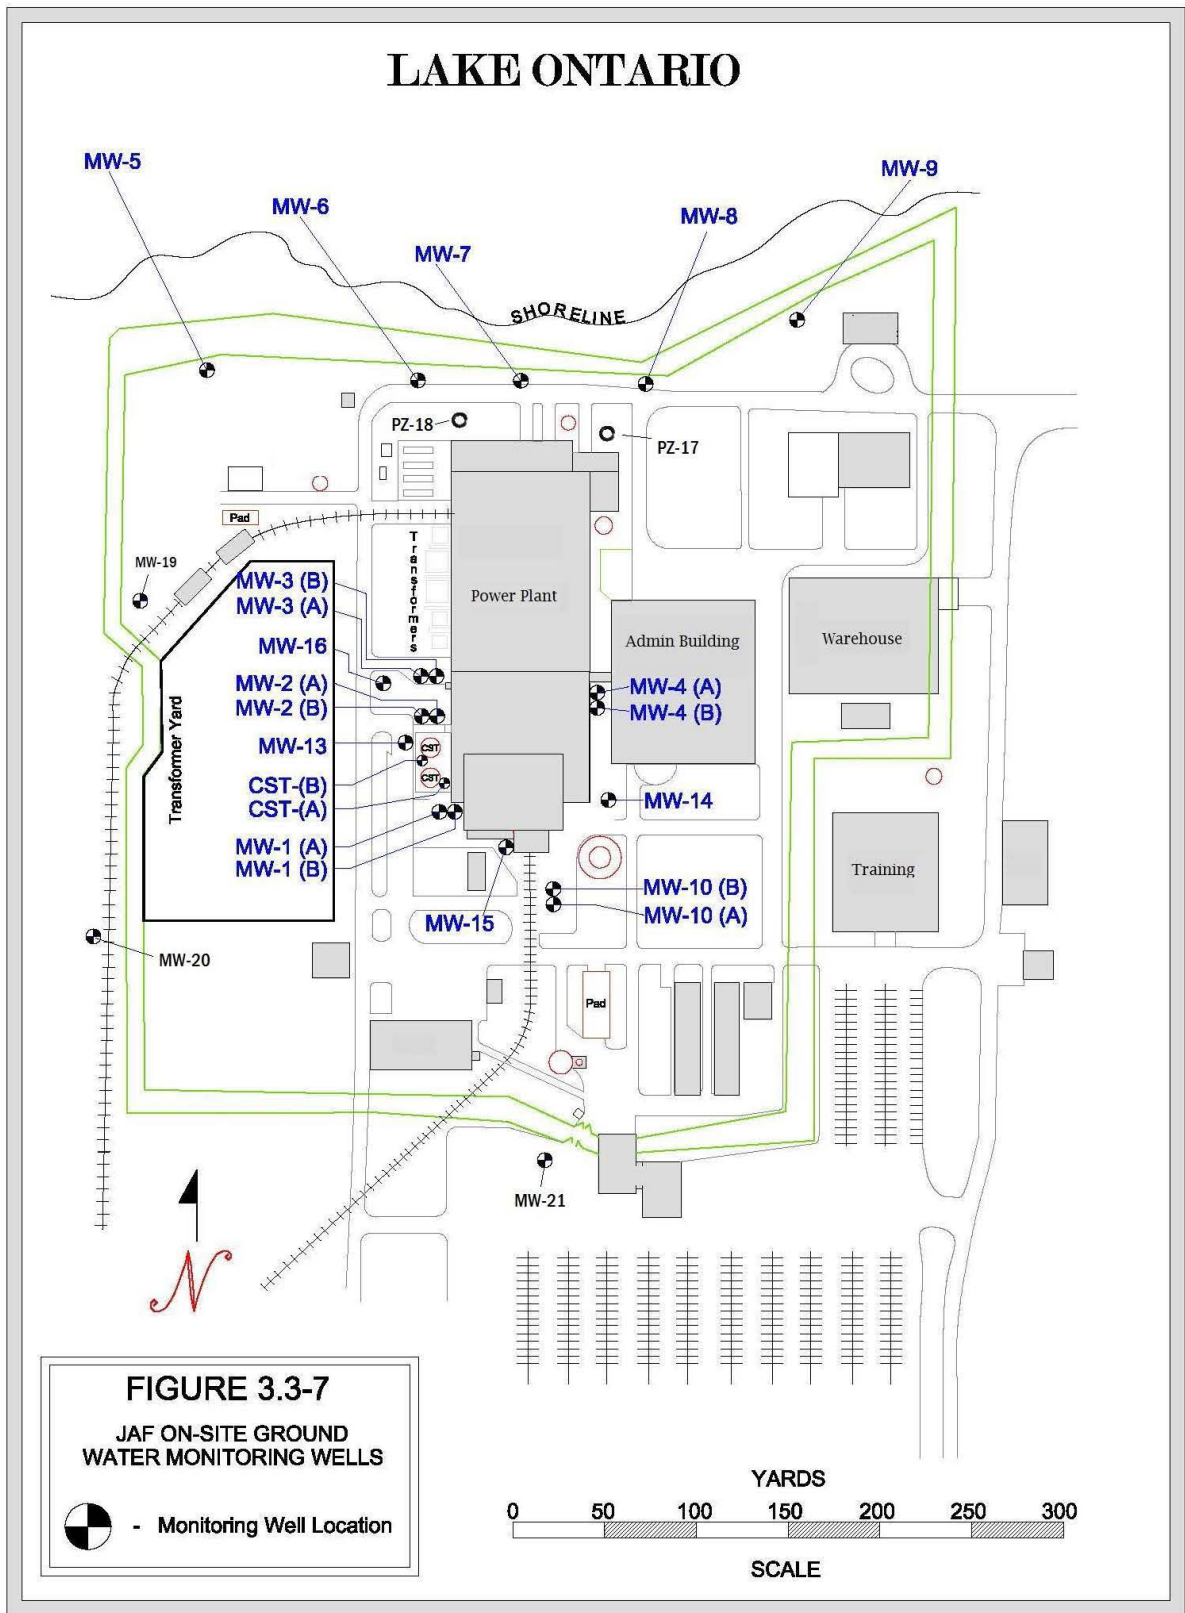 LAKE ONTARIO
MW-5
MW-9
MW-6
MW-8
MW-7
SHORELINE
PZ-18
PZ-17
Pad
Transformers
MW-19
MW-3 (B)
MW-3 (A)
Power Plant
Admin Building
Warehouse
MW-16
MW-2 (A)
MW-2 (B)
MW-4 (A)
MW-4 (B)
Transformer Yard
MW-13
CST
CST
CST-(B)
CST-(A)
MW-14
MW-1 (A)
MW-1 (B)
Training
MW-10 (B)
MW-10 (A)
MW-15
MW-20
Pad
MW-21
N
FIGURE 3.3-7
JAF ON-SITE GROUND
WATER MONITORING WELLS
- Monitoring Well Location
YARDS
0 50 100 150 200 250 300
SCALE